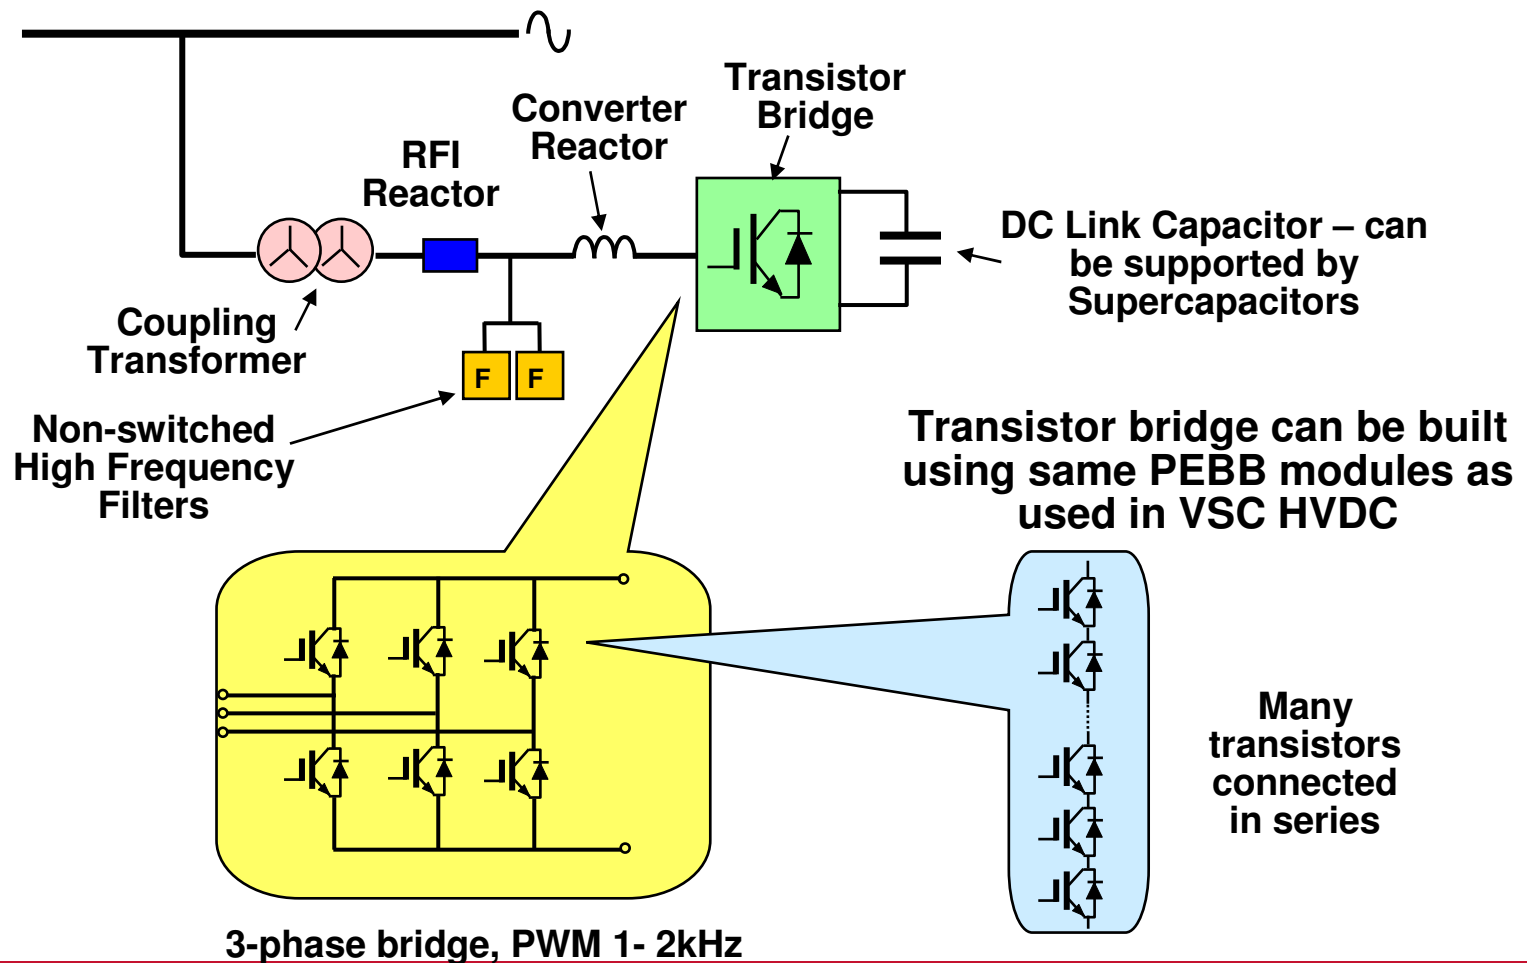 Transistor
Bridge
Converter
Reactor
RFI
Reactor
DC Link Capacitor – can
be supported by
Supercapacitors
Coupling
Transformer
F F
Non-switched
High Frequency
Filters
Transistor bridge can be built
using same PEBB modules as
used in VSC HVDC
Many
transistors
connected
in series
3-phase bridge, PWM 1- 2kHz